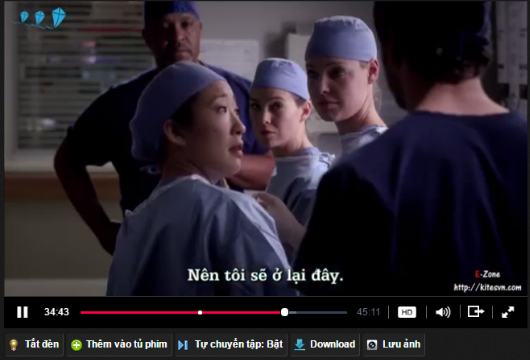 Nên tôi sẽ ở lại đây.
E-Zone
http://kitesvn.com
34:43
45:11
HD
Tắt đèn
Thêm vào tủ phim
Tự chuyển tập: Bật
Download
Lưu ảnh